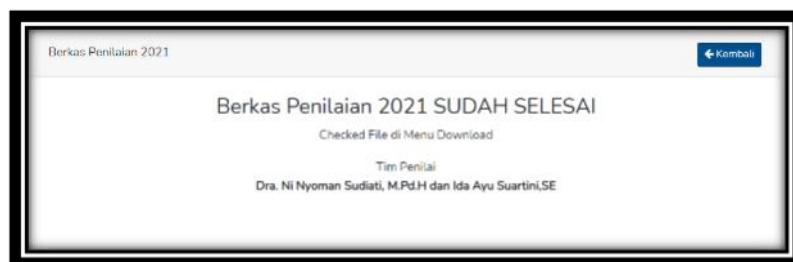 Berkas Penilaian 2021
← Kembali
Berkas Penilaian 2021 SUDAH SELESAI
Checked File di Menu Download
Tim Penilai
Dra. Ni Nyoman Sudiati, M.Pd.H dan Ida Ayu Suartini,SE